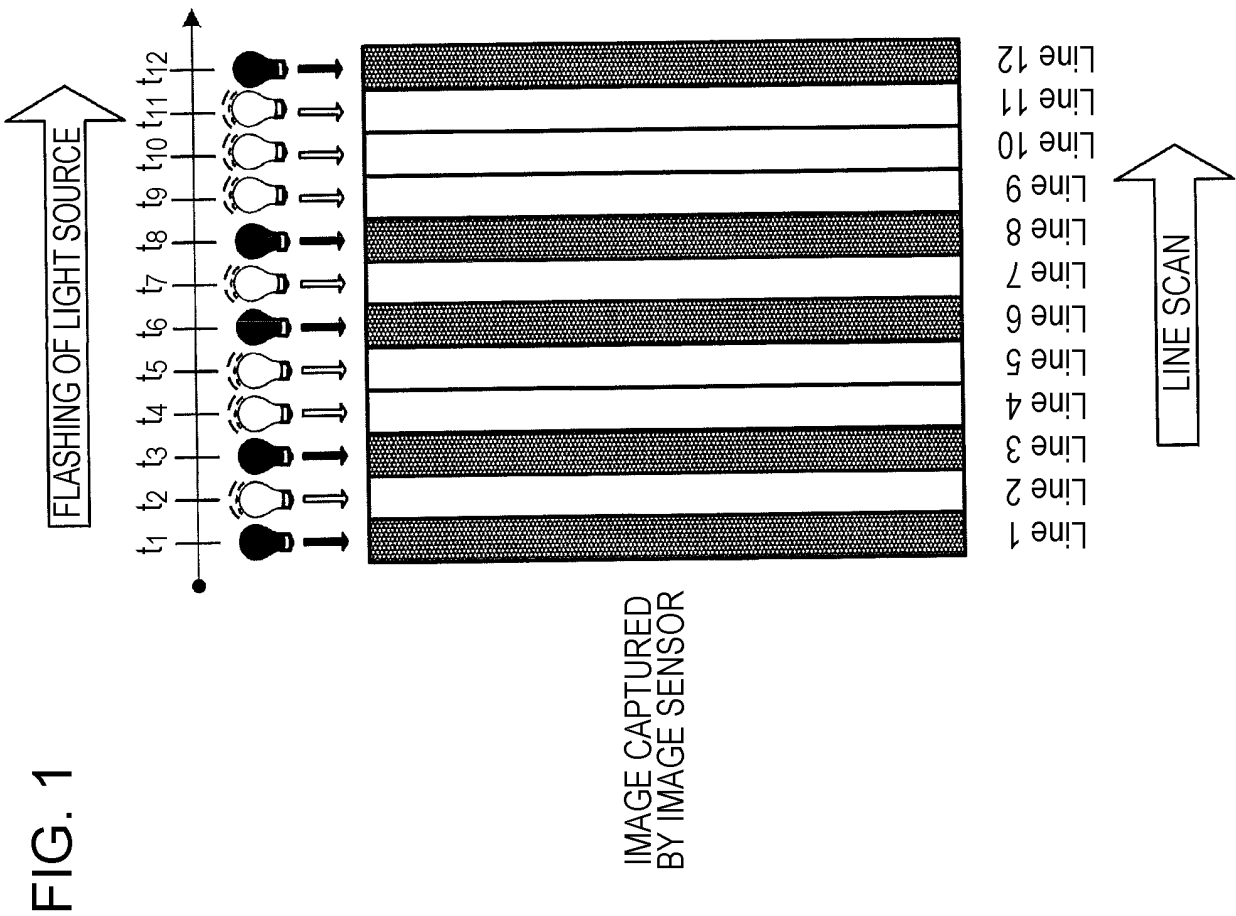 FIG. 1
FLASHING OF LIGHT SOURCE
t1 t2 t3 t4 t5 t6 t7 t8 t9 t10 t11 t12
IMAGE CAPTURED
BY IMAGE SENSOR
Line 1
Line 2
Line 3
Line 4
Line 5
Line 6
Line 7
Line 8
Line 9
Line 10
Line 11
Line 12
LINE SCAN